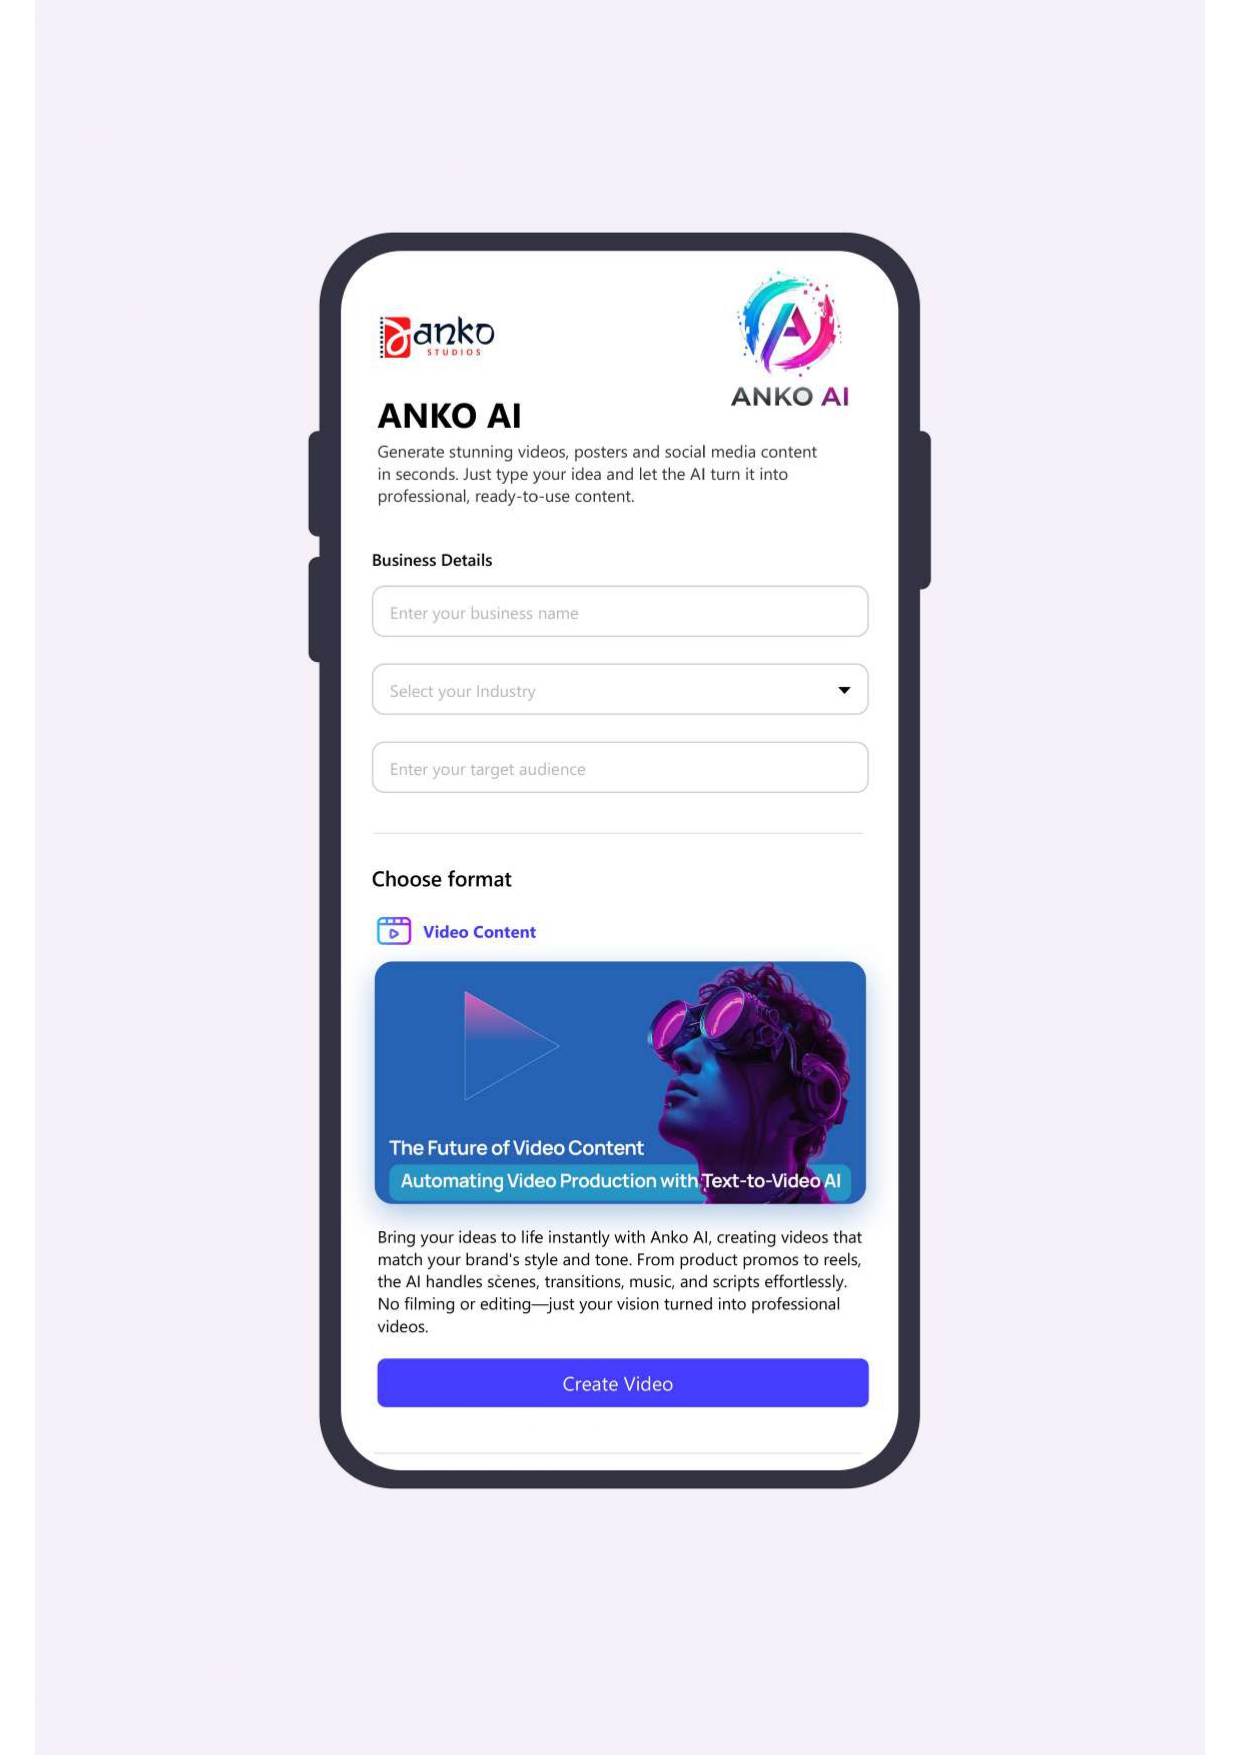 anko
STUDIOS
ANKO AI
ANKO AI
Generate stunning videos, posters and social media content
in seconds. Just type your idea and let the AI turn it into
professional, ready-to-use content.
Business Details
Enter your business name
Select your Industry
Enter your target audience
Choose format
Video Content
The Future of Video Content
Automating Video Production with Text-to-Video AI
Bring your ideas to life instantly with Anko AI, creating videos that
match your brand's style and tone. From product promos to reels,
the AI handles scènes, transitions, music, and scripts effortlessly.
No filming or editing—just your vision turned into professional
videos.
Create Video